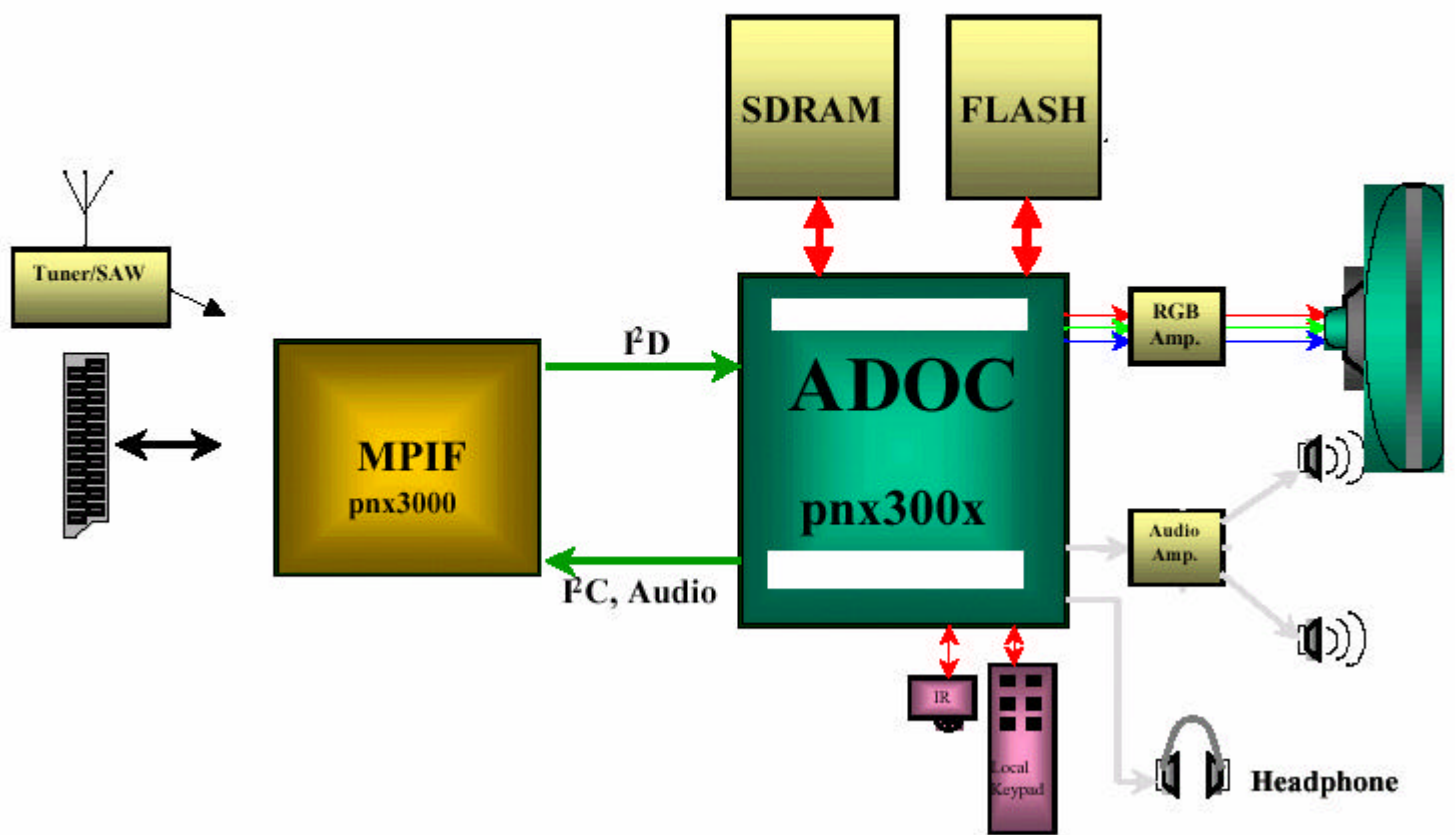 SDRAM
FLASH
Tuner/SAW
I²D
RGB
Amp.
ADOC
MPIF
pnx3000
pnx300x
Audio
Amp.
I²C, Audio
IR
Local
Keypad
Headphone